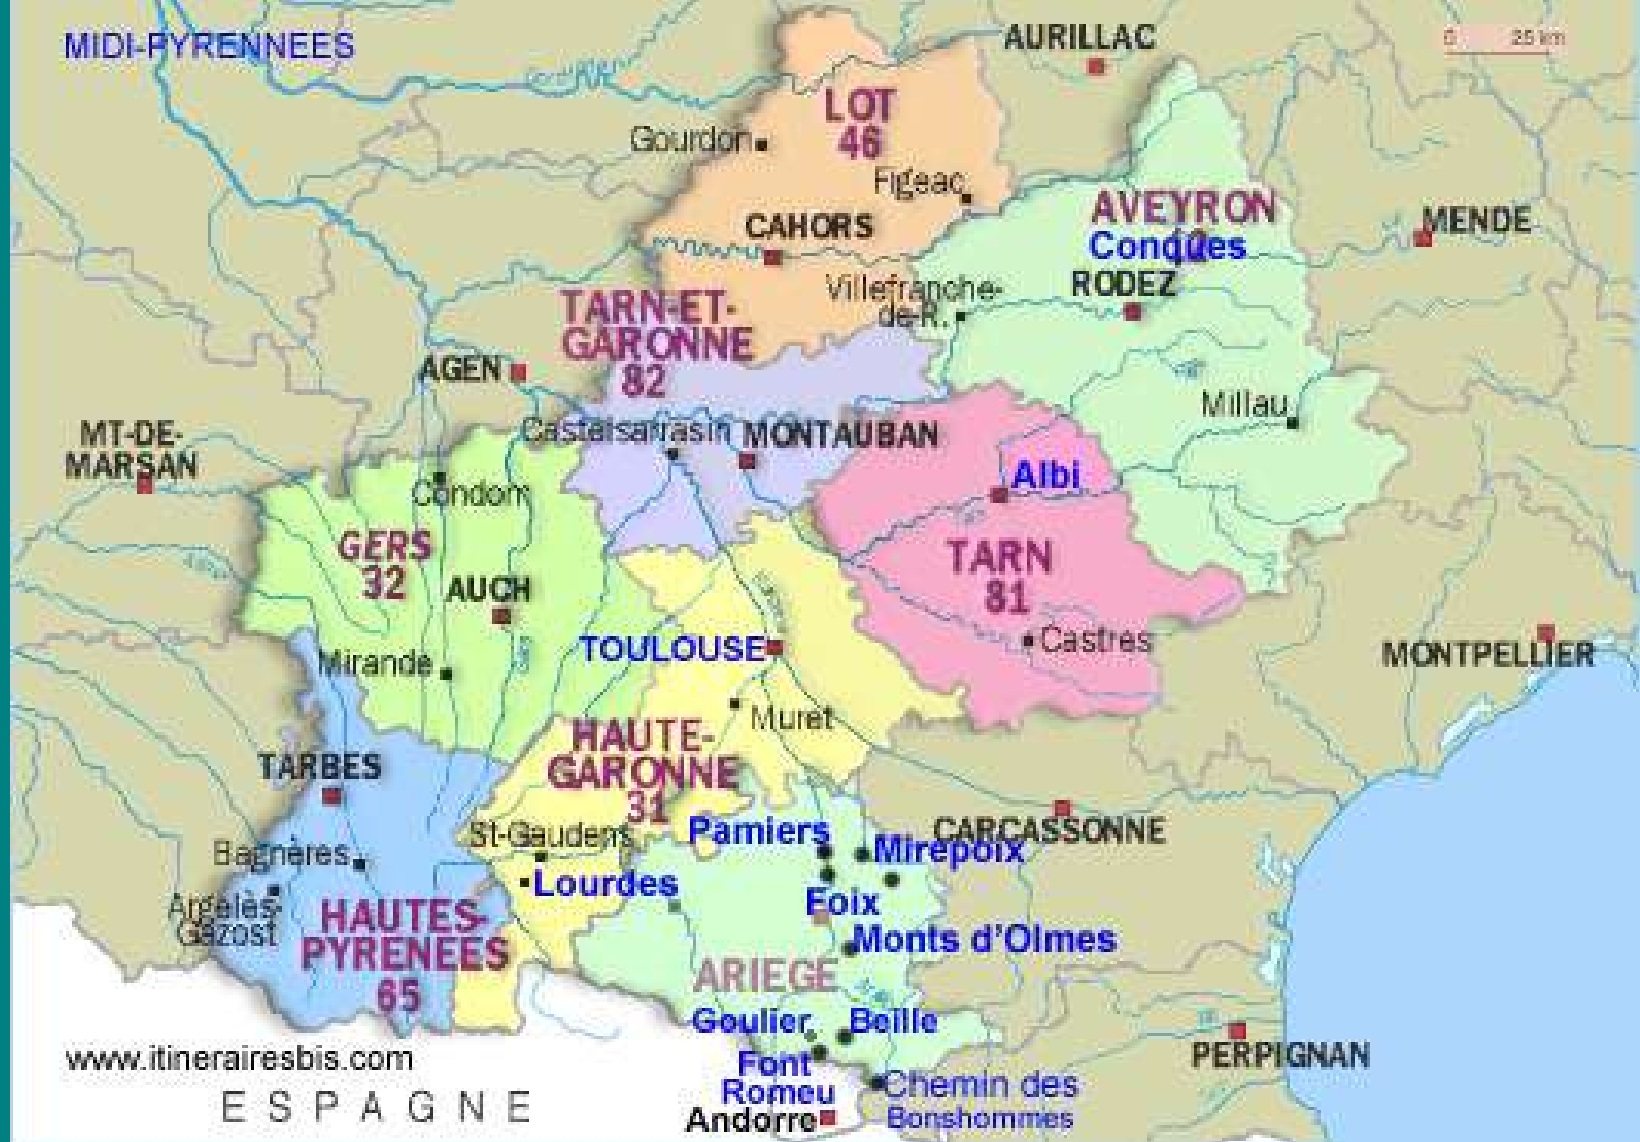 MIDI-PYRENNEES
AURILLAC
0 25 km
LOT
46
Gourdon
Figeac
AVEYRON
Conques
MENDE
CAHORS
RODEZ
Villefranche-
de-R.
TARN-ET-
GARONNE
82
AGEN
Millau
MT-DE-
MARSAN
Castelsarrasin
MONTAUBAN
Albi
Condom
GERS
32
TARN
81
AUCH
TOULOUSE
Castres
MONTPELLIER
Mirande
Muret
HAUTE-
GARONNE
31
TARBES
St-Gaudens
Pamiers
CARCASSONNE
Mirepoix
Bagnères
Lourdes
Foix
Argelès-
Gazost
HAUTES-
PYRENEES
65
Monts d'Olmes
ARIEGE
Goulier
Beille
www.itinerairesbis.com
Font
Romeu
PERPIGNAN
Chemin des
Bonshommes
ESPAGNE
Andorre